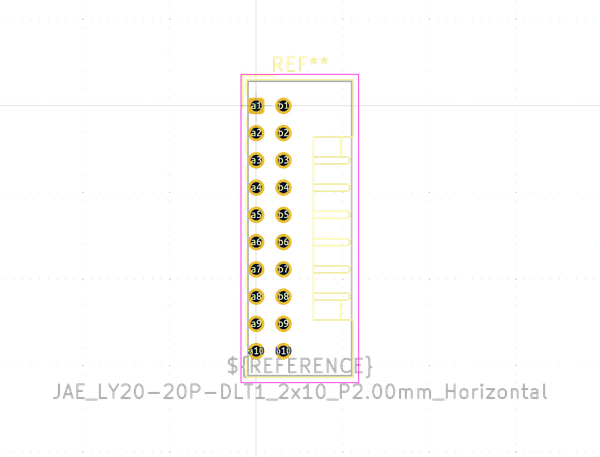 REF**
a1 b1
a2 b2
a3 b3
a4 b4
a5 b5
a6 b6
a7 b7
a8 b8
a9 b9
a10 b10
${REFERENCE}
JAE_LY20-20P-DLT1_2x10_P2.00mm_Horizontal